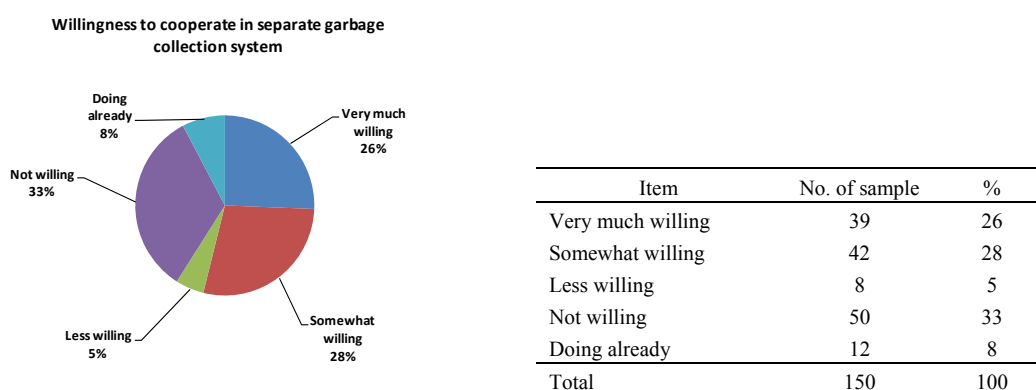 Willingness to cooperate in separate garbage
collection system
Doing
already
8%
Very much
willing
26%
Not willing
33%
Less willing
5%
Somewhat
willing
28%
Item No. of sample %
Very much willing 39 26
Somewhat willing 42 28
Less willing 8 5
Not willing 50 33
Doing already 12 8
Total 150 100